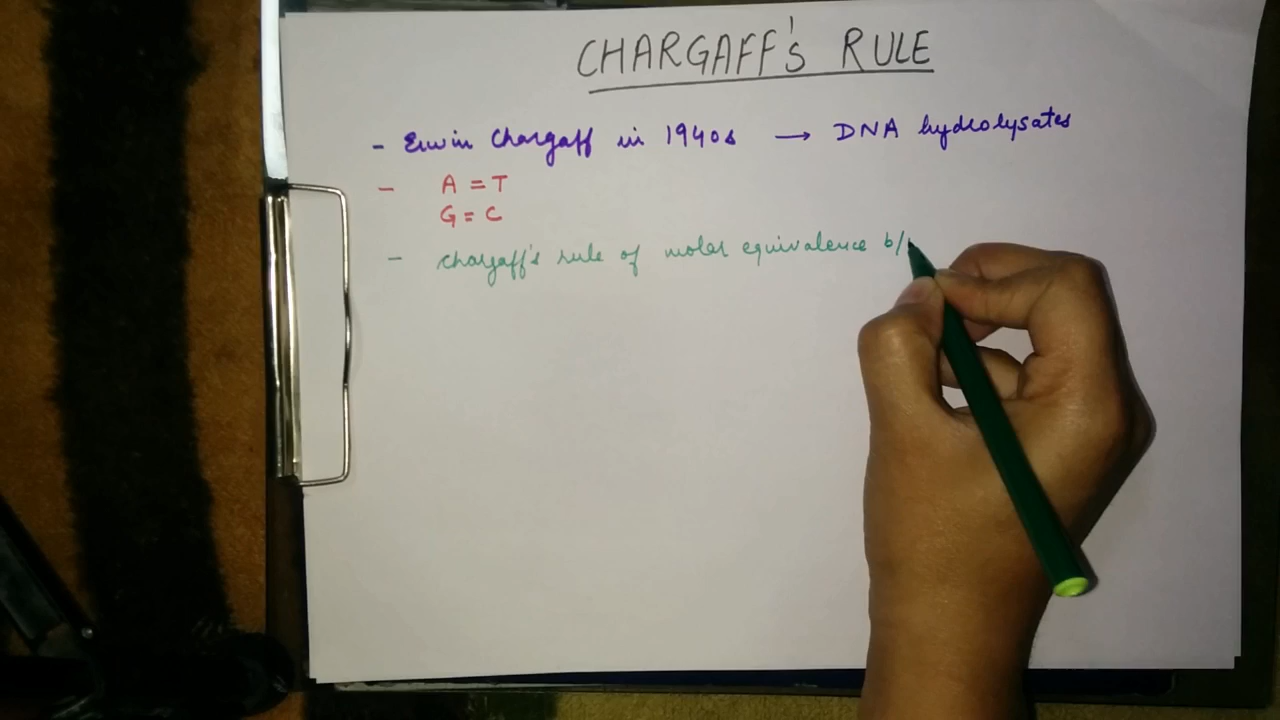 CHARGAFF's RULE
- Erwin Chargaff in 1940s → DNA hydrolysates
- A = T
G = C
- chargaff's rule of molar equivalence b/